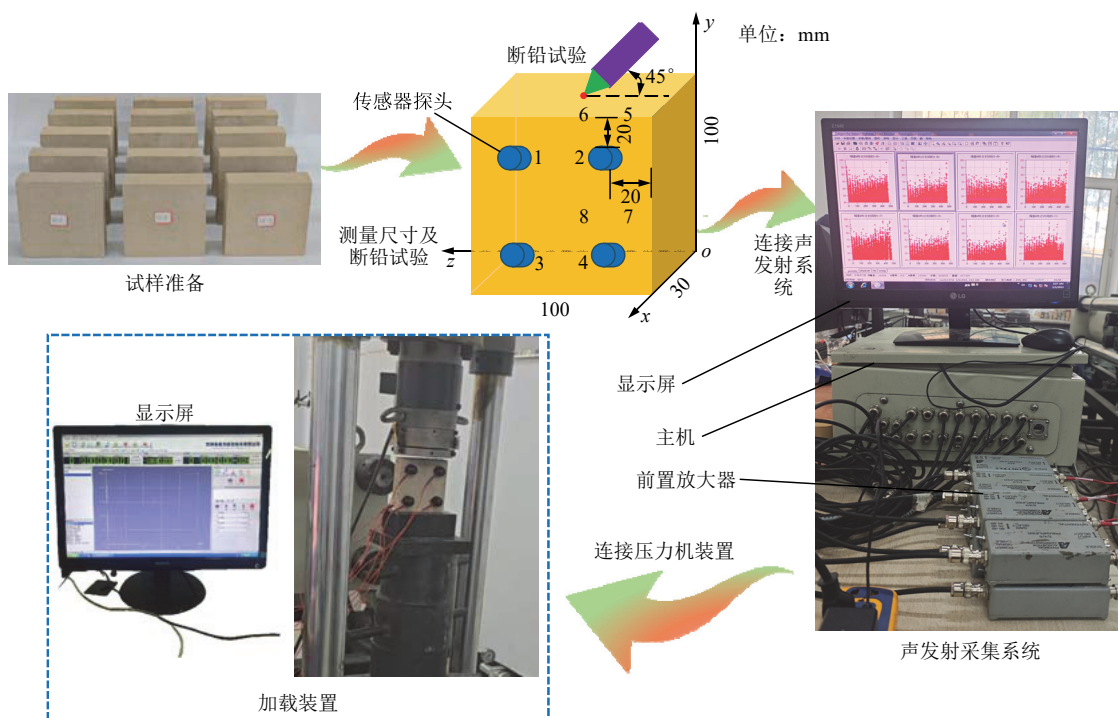 断铅试验
45°
y
单位：mm
传感器探头
6
5
20
100
1
2
20
8
7
测量尺寸及
断铅试验
z
o
3
4
30
100
x
试样准备
连接声
发射系
统
LG
显示屏
主机
前置放大器
连接压力机装置
声发射采集系统
显示屏
加载装置